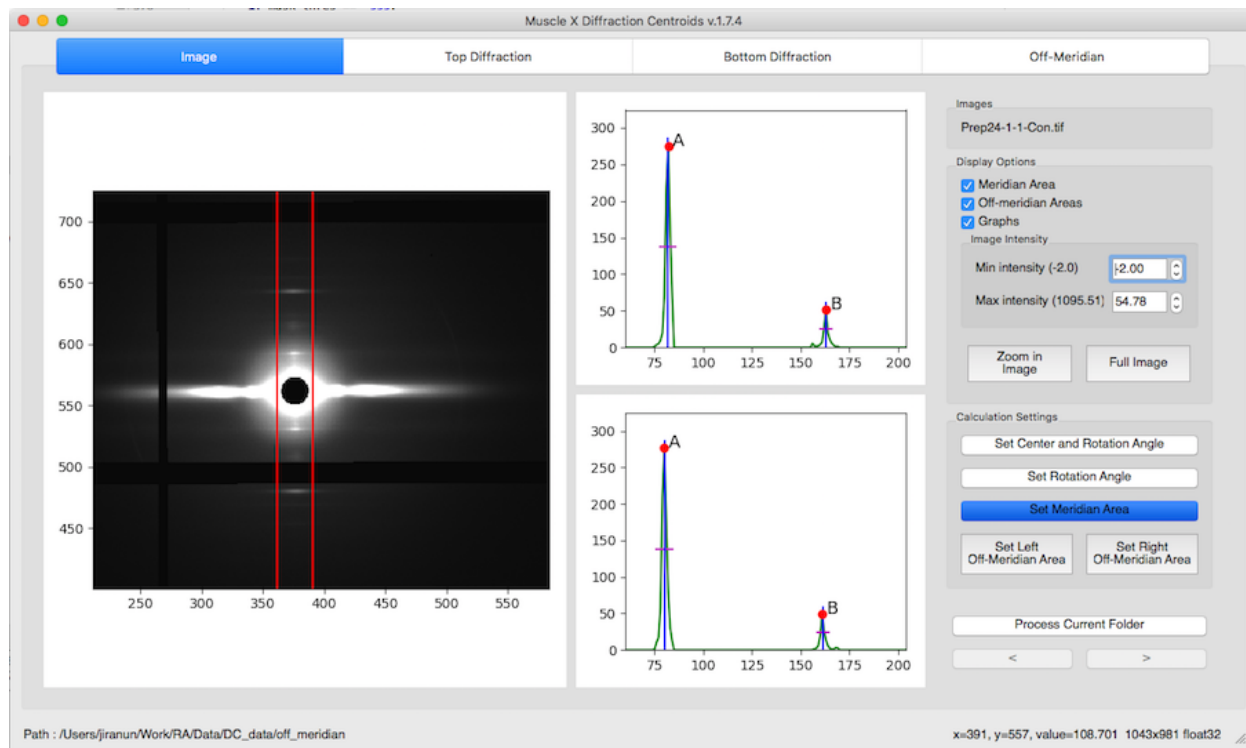 Muscle X Diffraction Centroids v.1.7.4
Image
Top Diffraction
Bottom Diffraction
Off-Meridian
700
650
600
550
500
450
250 300 350 400 450 500 550
300
250
200
150
100
50
0
A
B
75 100 125 150 175 200
300
250
200
150
100
50
0
A
B
75 100 125 150 175 200
Images
Prep24-1-1-Con.tif
Display Options
Meridian Area
Off-meridian Areas
Graphs
Image Intensity
Min intensity (-2.0) -2.00
Max intensity (1095.51) 54.78
Zoom in
Image
Full Image
Calculation Settings
Set Center and Rotation Angle
Set Rotation Angle
Set Meridian Area
Set Left
Off-Meridian Area
Set Right
Off-Meridian Area
Process Current Folder
<
>
Path : /Users/jiranun/Work/RA/Data/DC_data/off_meridian
x=391, y=557, value=108.701 1043x981 float32